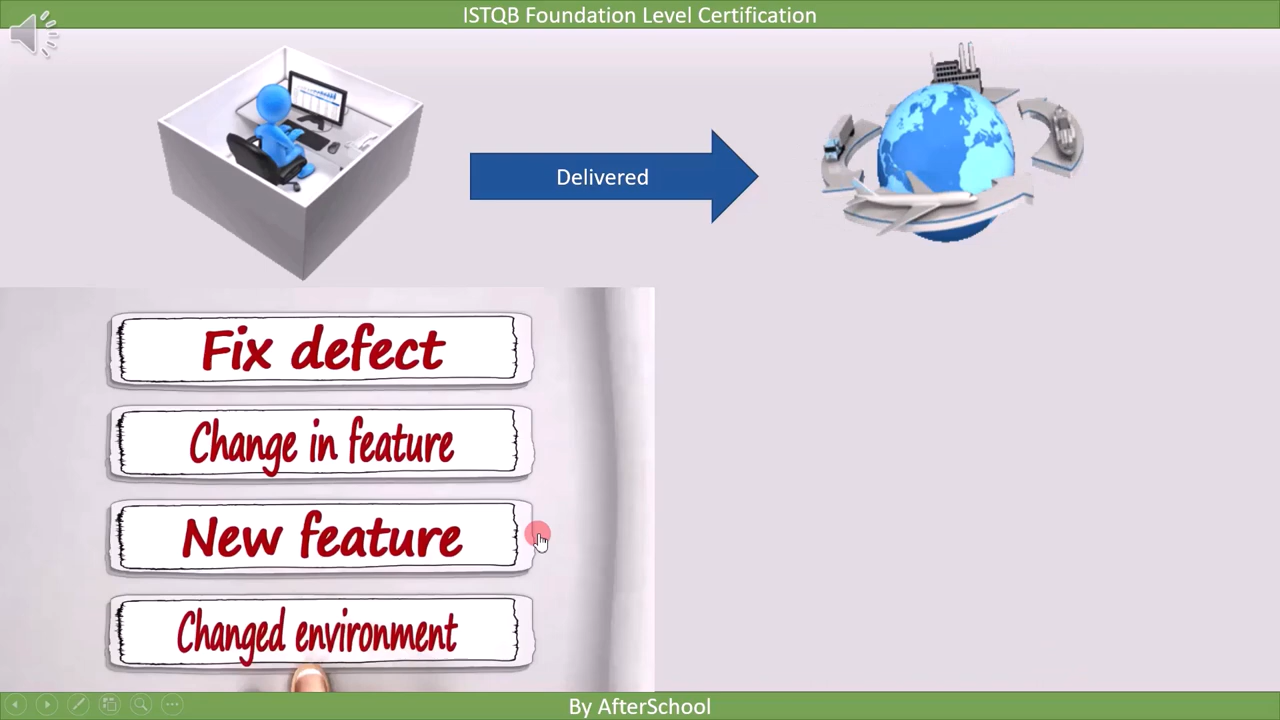 ISTQB Foundation Level Certification
Delivered
Fix defect
Change in feature
New feature
Changed environment
By AfterSchool